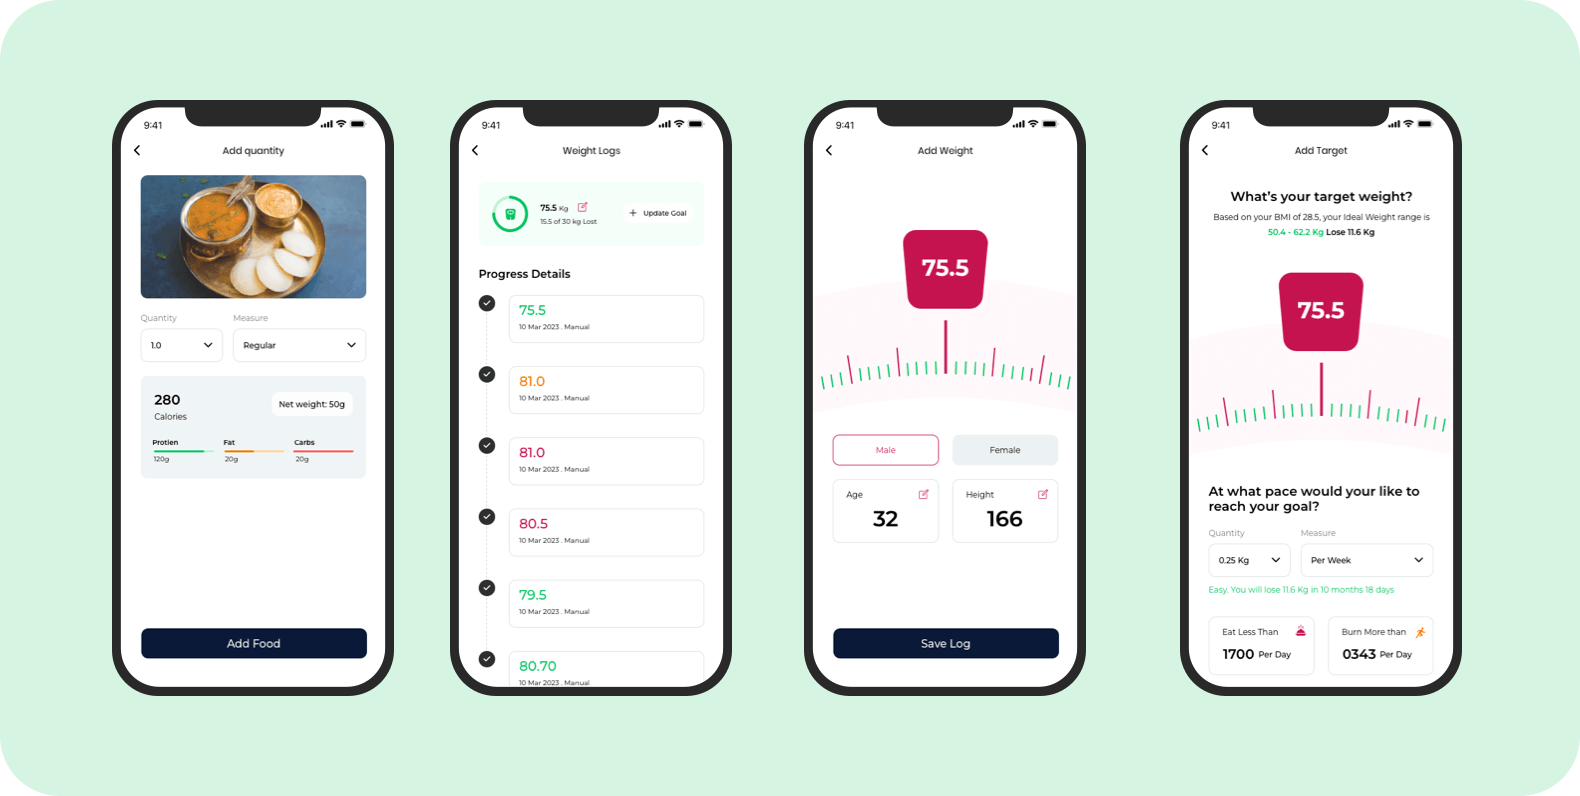 9:41
Add quantity
Quantity
Measure
1.0
Regular
280
Calories
Net weight: 50g
Protien
Fat
Carbs
120g
20g
20g
Add Food
9:41
Weight Logs
75.5 Kg
15.5 of 30 kg Lost
+ Update Goal
Progress Details
75.5
10 Mar 2023 . Manual
81.0
10 Mar 2023 . Manual
81.0
10 Mar 2023 . Manual
80.5
10 Mar 2023 . Manual
79.5
10 Mar 2023 . Manual
80.70
10 Mar 2023 . Manual
9:41
Add Weight
75.5
Male
Female
Age
Height
32
166
Save Log
9:41
Add Target
What's your target weight?
Based on your BMI of 28.5, your Ideal Weight range is
50.4 - 62.2 Kg Lose 11.6 Kg
75.5
At what pace would your like to
reach your goal?
Quantity
Measure
0.25 Kg
Per Week
Easy. You will lose 11.6 Kg in 10 months 18 days
Eat Less Than
Burn More than
1700 Per Day
0343 Per Day